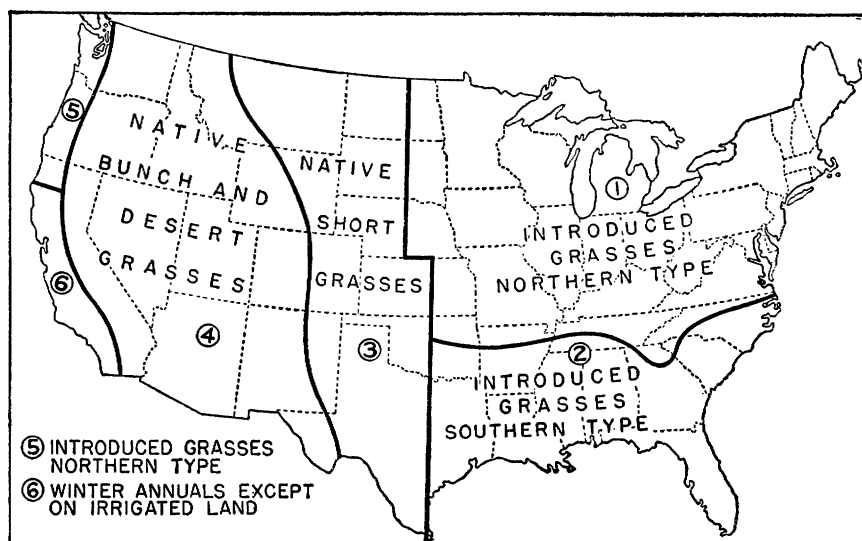 ⑤
NATIVE
BUNCH AND
DESERT
GRASSES
④
⑥
NATIVE
SHORT
GRASSES
③
①
INTRODUCED
GRASSES
NORTHERN TYPE
②
INTRODUCED
GRASSES
SOUTHERN TYPE
⑤ INTRODUCED GRASSES
NORTHERN TYPE
⑥ WINTER ANNUALS EXCEPT
ON IRRIGATED LAND